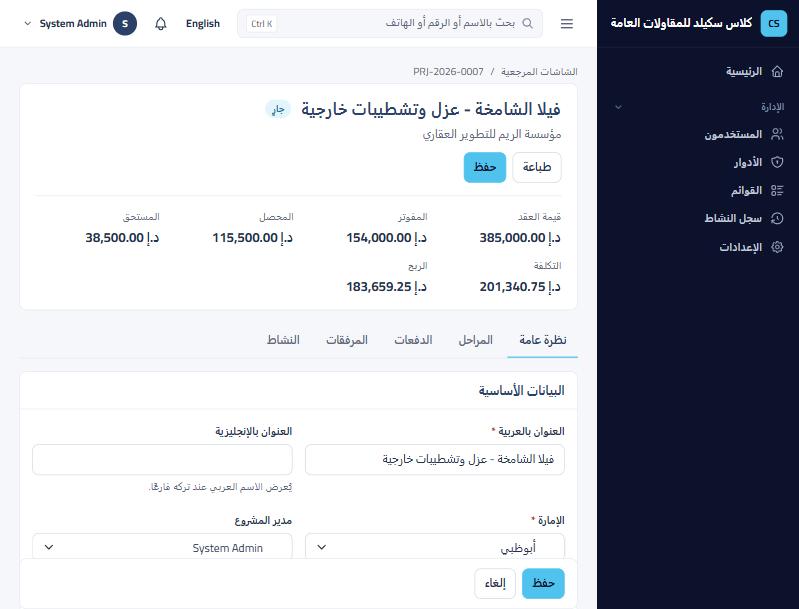 CS كلاس سكيلد للمقاولات العامة
الرئيسية
الإدارة
المستخدمون
الأدوار
القوائم
سجل النشاط
الإعدادات
بحث بالاسم أو الرقم أو الهاتف Ctrl K
English
S System Admin
الشاشات المرجعية / PRJ-2026-0007
فيلا الشامخة - عزل وتشطيبات خارجية جارٍ
مؤسسة الريم للتطوير العقاري
طباعة حفظ
قيمة العقد المفوتر المحصل المستحق
385,000.00 د.إ 154,000.00 د.إ 115,500.00 د.إ 38,500.00 د.إ
التكلفة الربح
201,340.75 د.إ 183,659.25 د.إ
نظرة عامة المراحل الدفعات المرفقات النشاط
البيانات الأساسية
العنوان بالعربية * العنوان بالإنجليزية
فيلا الشامخة - عزل وتشطيبات خارجية
يُعرض الاسم العربي عند تركه فارغًا.
الإمارة * مدير المشروع
أبوظبي System Admin
حفظ إلغاء